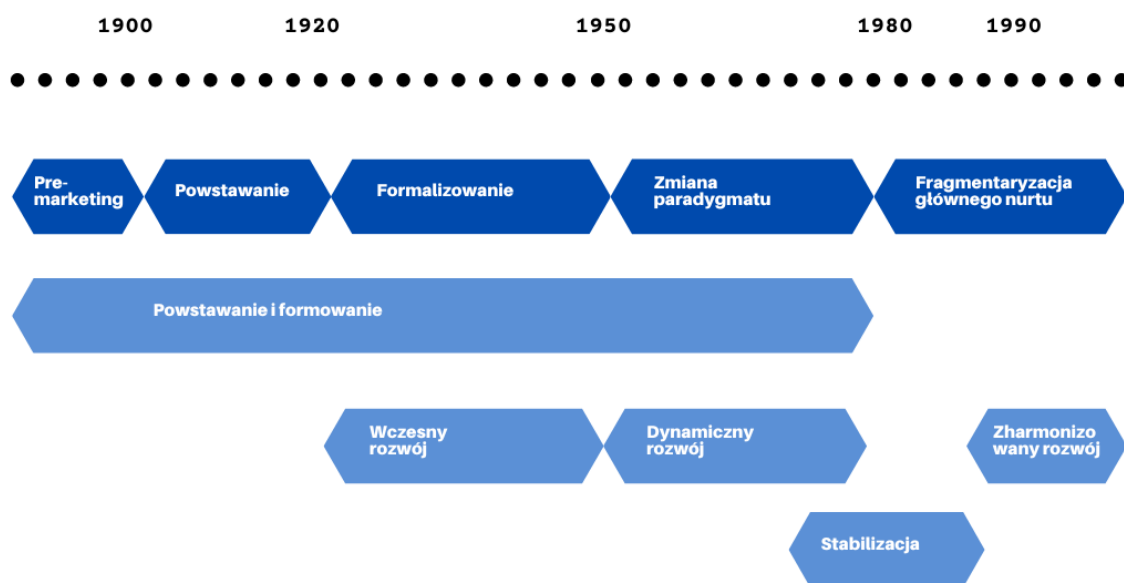 1900 1920 1950 1980 1990
Pre-
marketing
Powstawanie
Formalizowanie
Zmiana
paradygmatu
Fragmentaryzacja
głównego nurtu
Powstawanie i formowanie
Wczesny
rozwój
Dynamiczny
rozwój
Zharmonizo
wany rozwój
Stabilizacja